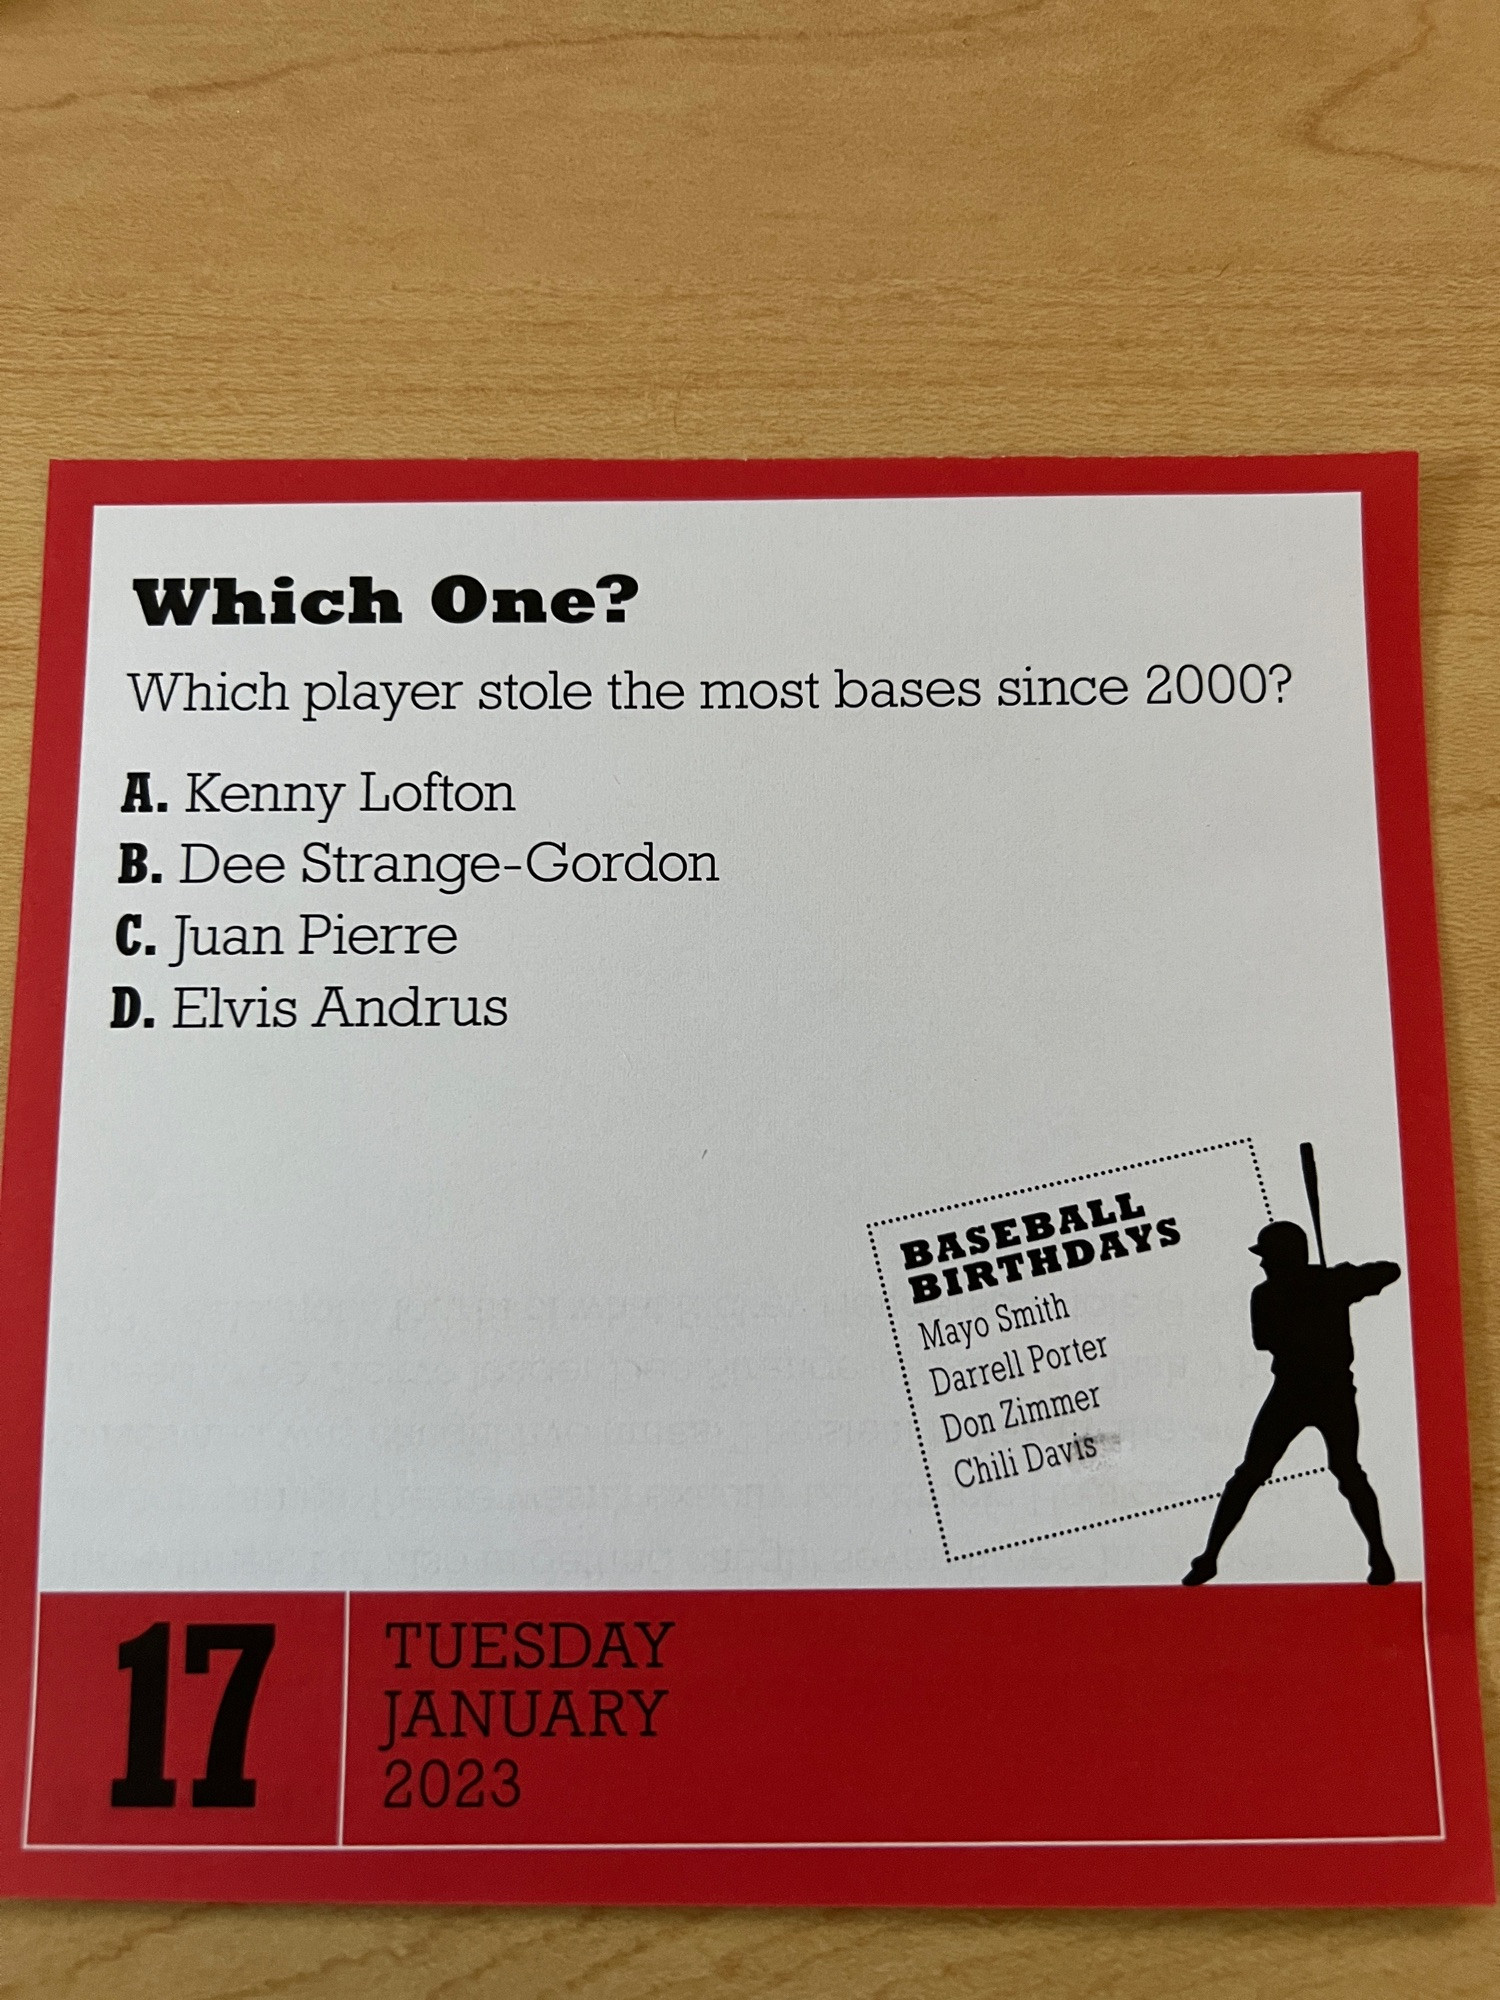 Which One?
Which player stole the most bases since 2000?
A. Kenny Lofton
B. Dee Strange-Gordon
C. Juan Pierre
D. Elvis Andrus
BASEBALL
BIRTHDAYS
Mayo Smith
Darrell Porter
Don Zimmer
Chili Davis
17
TUESDAY
JANUARY
2023